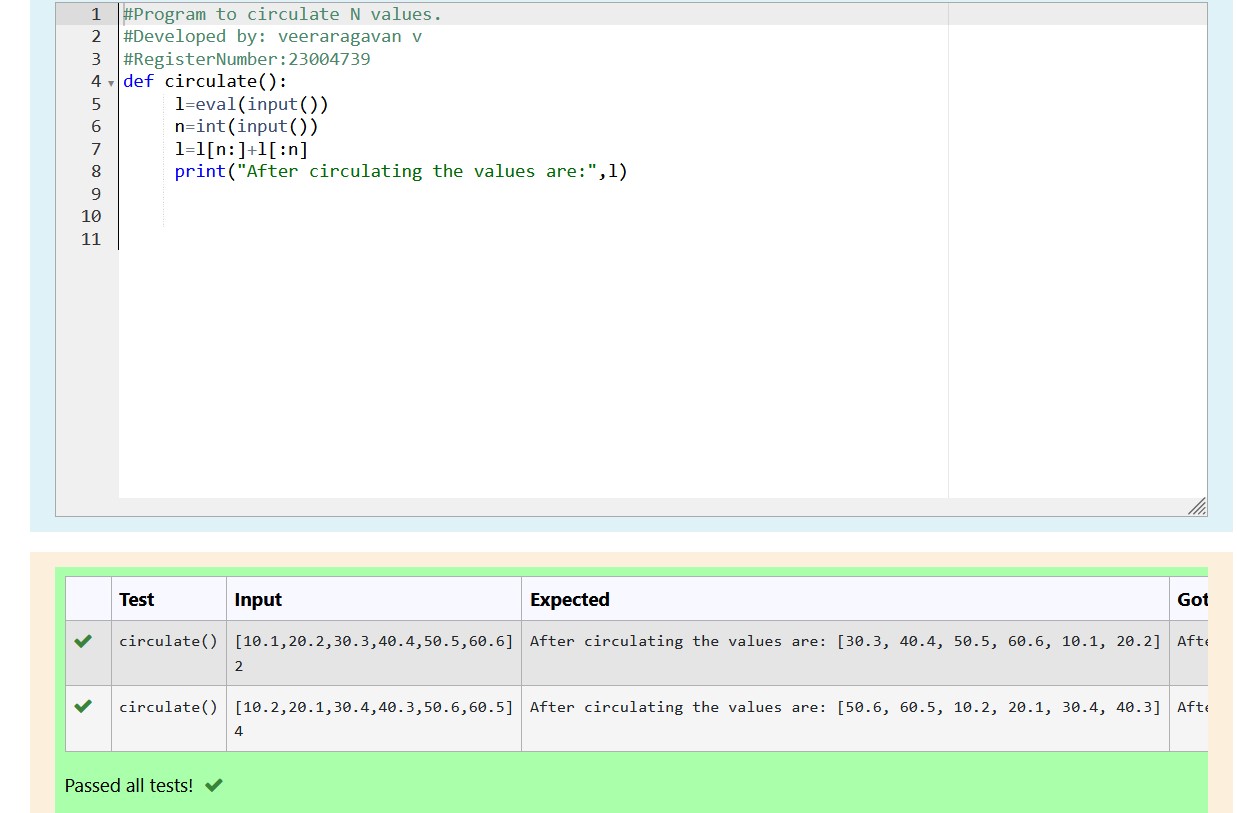 1 #Program to circulate N values.
2 #Developed by: veeraragavan v
3 #RegisterNumber:23004739
4 def circulate():
5 l=eval(input())
6 n=int(input())
7 l=l[n:]+l[:n]
8 print("After circulating the values are:",l)
9
10
11
Test Input Expected Got
circulate() [10.1,20.2,30.3,40.4,50.5,60.6] After circulating the values are: [30.3, 40.4, 50.5, 60.6, 10.1, 20.2] Afte
2
circulate() [10.2,20.1,30.4,40.3,50.6,60.5] After circulating the values are: [50.6, 60.5, 10.2, 20.1, 30.4, 40.3] Afte
4
Passed all tests!